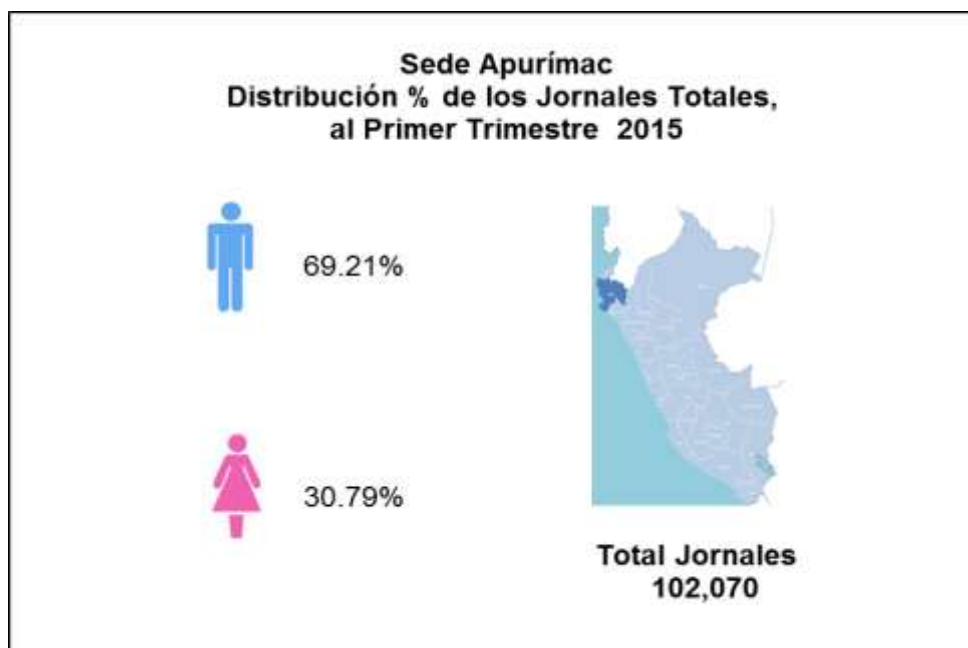 Sede Apurímac
Distribución % de los Jornales Totales,
al Primer Trimestre 2015
69.21%
30.79%
Total Jornales
102,070